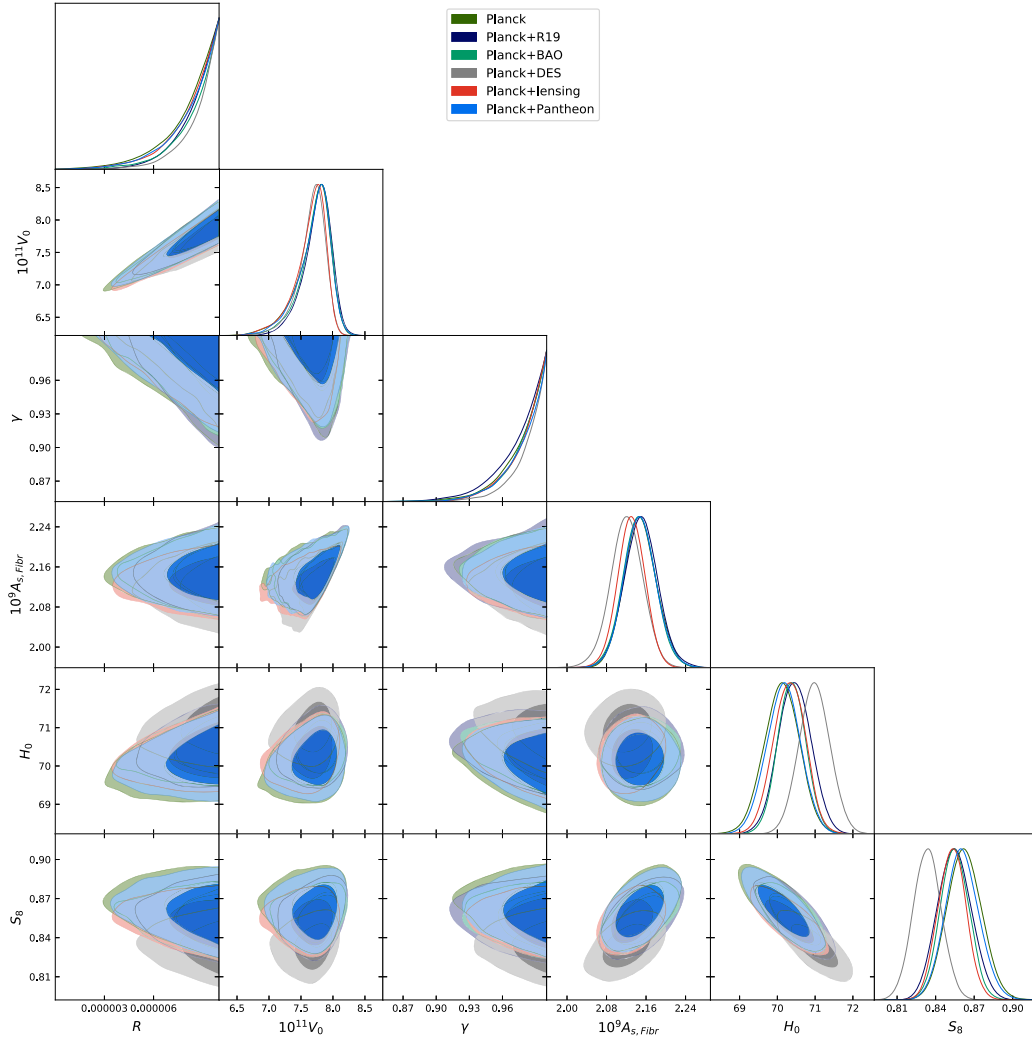 Planck
Planck+R19
Planck+BAO
Planck+DES
Planck+lensing
Planck+Pantheon
8.5
8.0
7.5
7.0
6.5
10¹¹V₀
0.96
0.93
0.90
0.87
γ
2.24
2.16
2.08
2.00
10⁹A_{s,Fibr}
72
71
70
69
H₀
0.90
0.87
0.84
0.81
S₈
0.000003 0.000006
6.5 7.0 7.5 8.0 8.5
0.87 0.90 0.93 0.96
2.00 2.08 2.16 2.24
69 70 71 72
0.81 0.84 0.87 0.90
R
10¹¹V₀
γ
10⁹A_{s,Fibr}
H₀
S₈